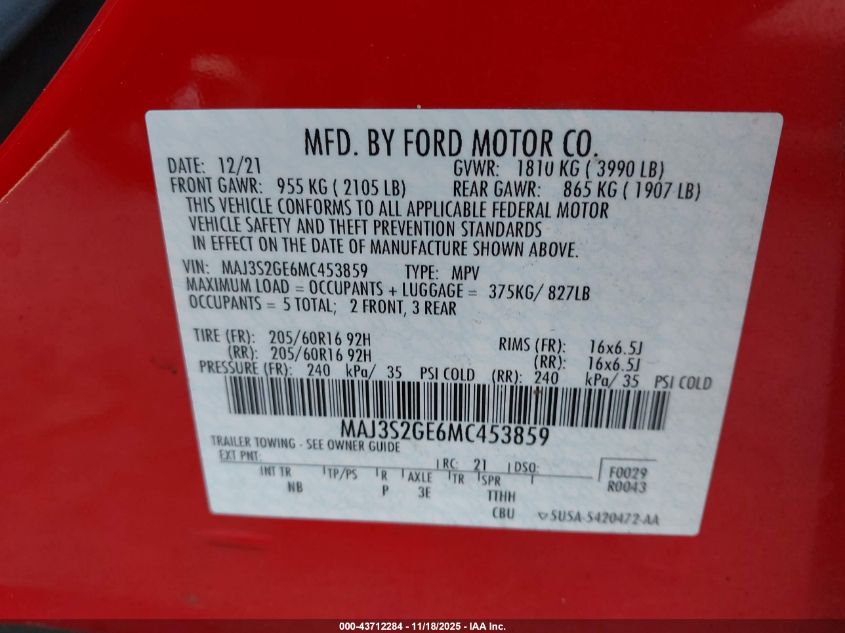 MFD. BY FORD MOTOR CO.
DATE: 12/21 GVWR: 1810 KG ( 3990 LB)
FRONT GAWR: 955 KG ( 2105 LB) REAR GAWR: 865 KG ( 1907 LB)
THIS VEHICLE CONFORMS TO ALL APPLICABLE FEDERAL MOTOR
VEHICLE SAFETY AND THEFT PREVENTION STANDARDS
IN EFFECT ON THE DATE OF MANUFACTURE SHOWN ABOVE.
VIN: MAJ3S2GE6MC453859 TYPE: MPV
MAXIMUM LOAD = OCCUPANTS + LUGGAGE = 375KG/ 827LB
OCCUPANTS = 5 TOTAL; 2 FRONT, 3 REAR
TIRE (FR): 205/60R16 92H RIMS (FR): 16x6.5J
(RR): 205/60R16 92H (RR): 16x6.5J
PRESSURE (FR): 240 kPa/ 35 PSI COLD (RR): 240 kPa/ 35 PSI COLD
MAJ3S2GE6MC453859
TRAILER TOWING - SEE OWNER GUIDE
EXT PNT: RC: 21 DSO: F0029
INT TR TP/PS R AXLE TR SPR R0043
NB P 3E TTHH
CBU SU5A-5420472-AA
000-43712284 - 11/18/2025 - IAA Inc.